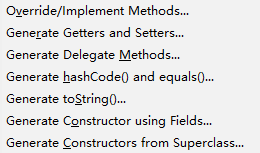 Override/Implement Methods...
Generate Getters and Setters...
Generate Delegate Methods...
Generate hashCode() and equals()...
Generate toString()...
Generate Constructor using Fields...
Generate Constructors from Superclass...